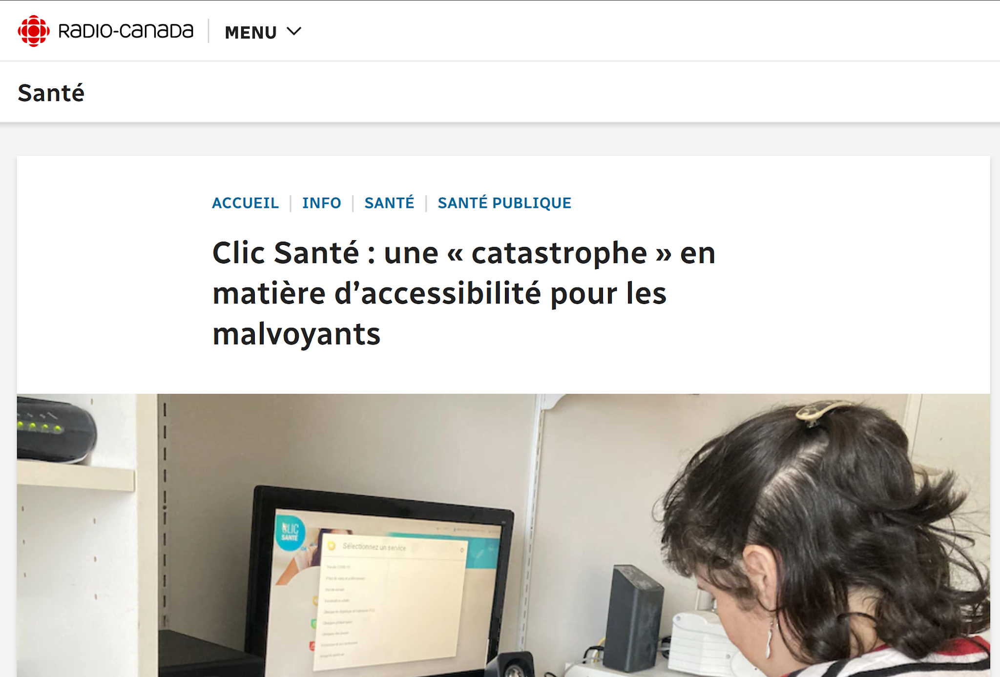 RADIO-CANADA
MENU
Santé
ACCUEIL | INFO | SANTÉ | SANTÉ PUBLIQUE
Clic Santé : une « catastrophe » en
matière d’accessibilité pour les
malvoyants
CLIC
SANTÉ
Sélectionnez un service